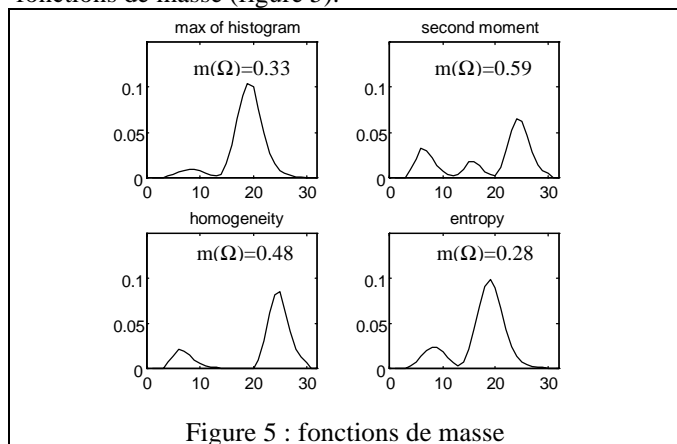 fonctions de masse (figure 5).
max of histogram
m(Ω)=0.33
0.1
0.05
0
0 10 20 30
second moment
m(Ω)=0.59
0.1
0.05
0
0 10 20 30
homogeneity
m(Ω)=0.48
0.1
0.05
0
0 10 20 30
entropy
m(Ω)=0.28
0.1
0.05
0
0 10 20 30
Figure 5 : fonctions de masse